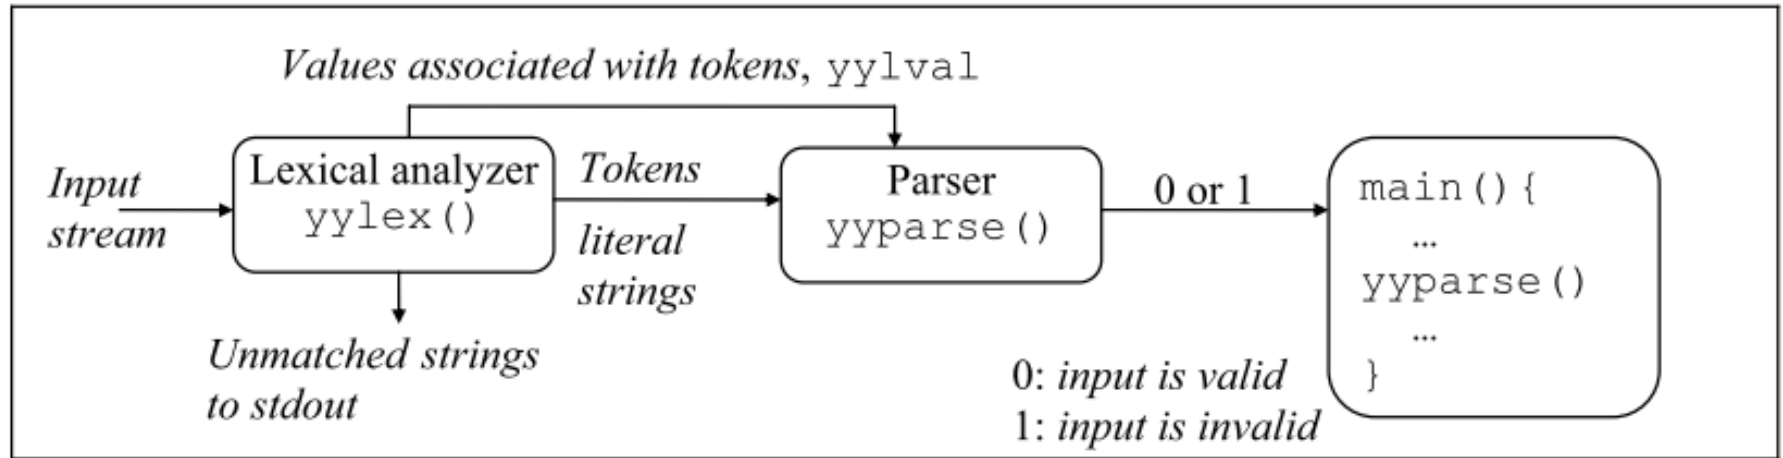 Values associated with tokens, yylval
Input
stream
Lexical analyzer
yylex()
Tokens
literal
strings
Unmatched strings
to stdout
Parser
yyparse()
0 or 1
0: input is valid
1: input is invalid
main(){
…
yyparse()
…
}